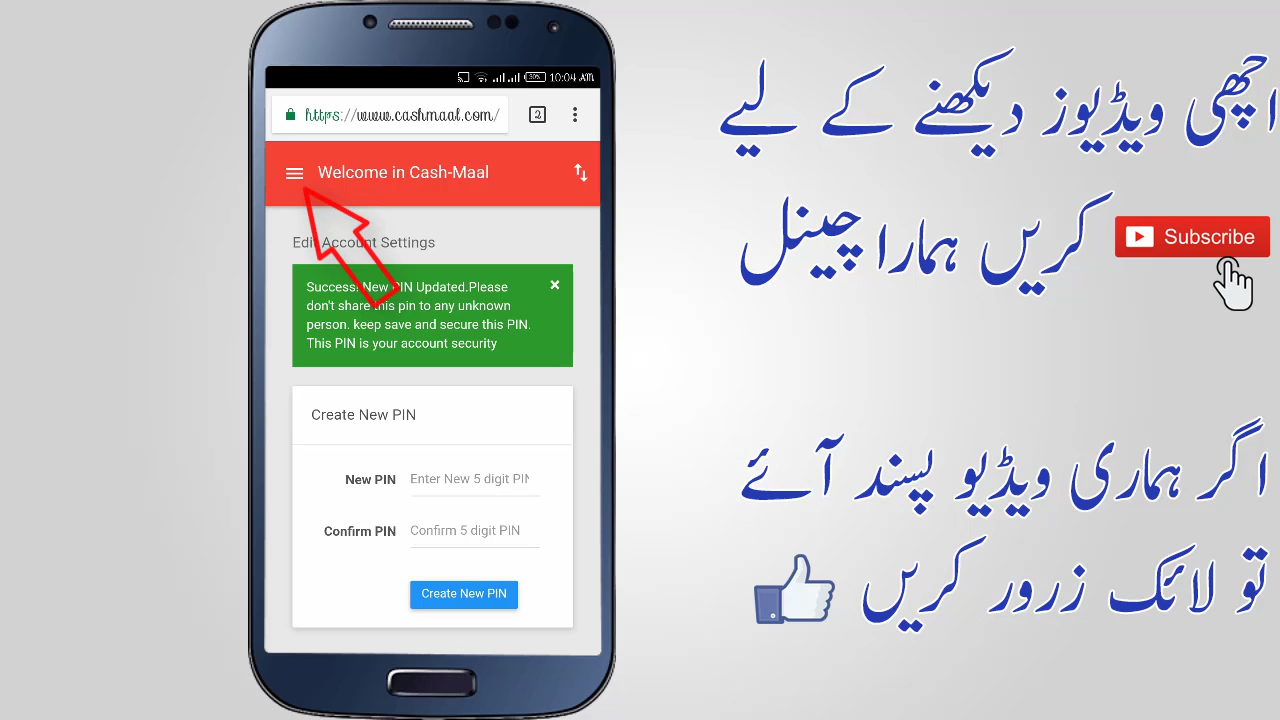 30% 10:04 AM
https://www.cashmaal.com/ 2
Welcome in Cash-Maal
Edit Account Settings
Success! New PIN Updated.Please
don't share this pin to any unknown
person. keep save and secure this PIN.
This PIN is your account security
×
Create New PIN
New PIN Enter New 5 digit PIN
Confirm PIN Confirm 5 digit PIN
Create New PIN
اچھی ویڈیوز دیکھنے کے لیے
Subscribe کریں ہمارا چینل
اگر ہماری ویڈیو پسند آئے
تو لائک زرور کریں